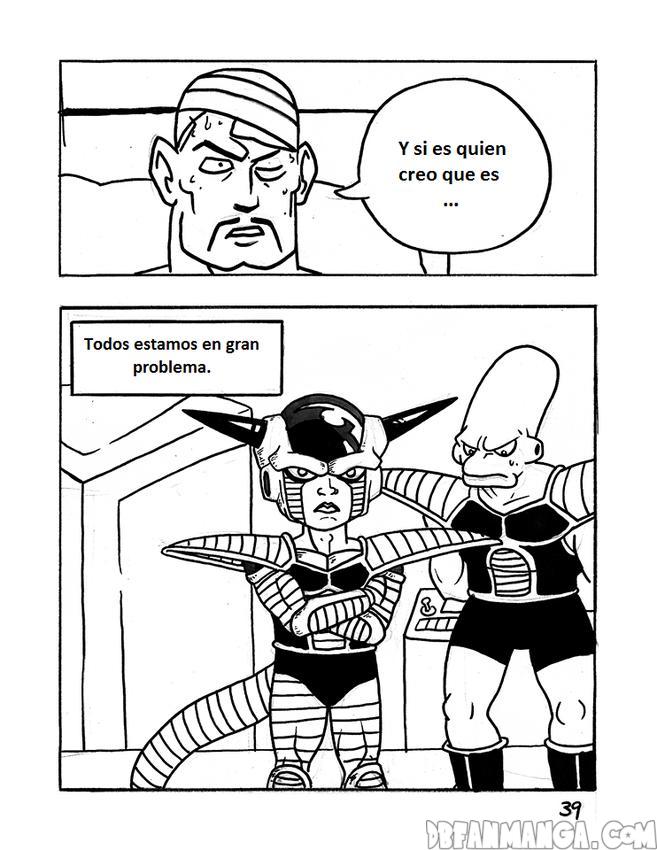 Y si es quien
creo que es
...
Todos estamos en gran
problema.
39
DBFANMANGA.COM